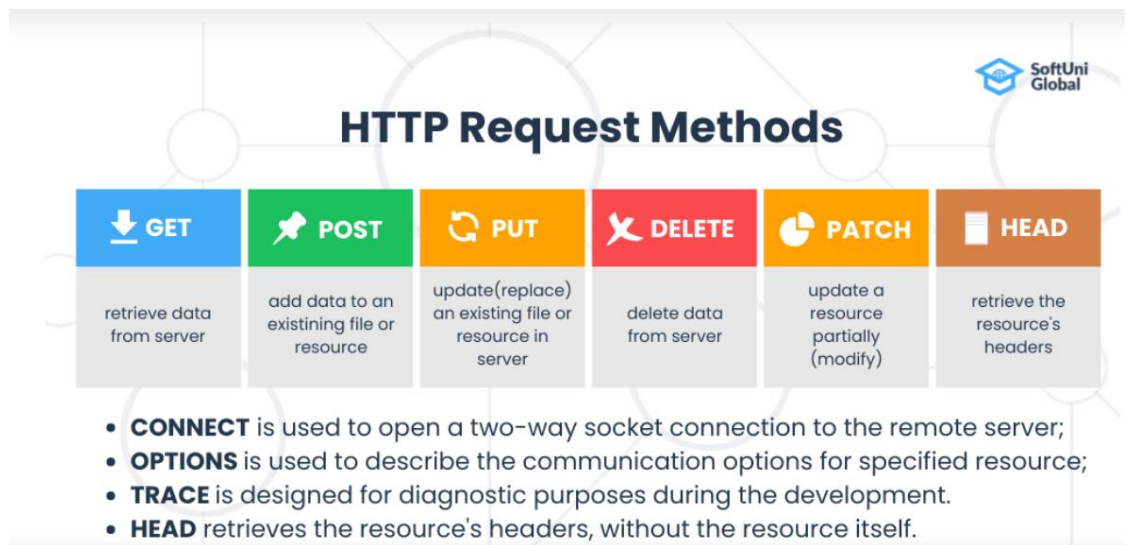 SoftUni
Global
HTTP Request Methods
GET
POST
PUT
DELETE
PATCH
HEAD
retrieve data
from server
add data to an
existining file or
resource
update(replace)
an existing file or
resource in
server
delete data
from server
update a
resource
partially
(modify)
retrieve the
resource's
headers
• CONNECT is used to open a two-way socket connection to the remote server;
• OPTIONS is used to describe the communication options for specified resource;
• TRACE is designed for diagnostic purposes during the development.
• HEAD retrieves the resource's headers, without the resource itself.